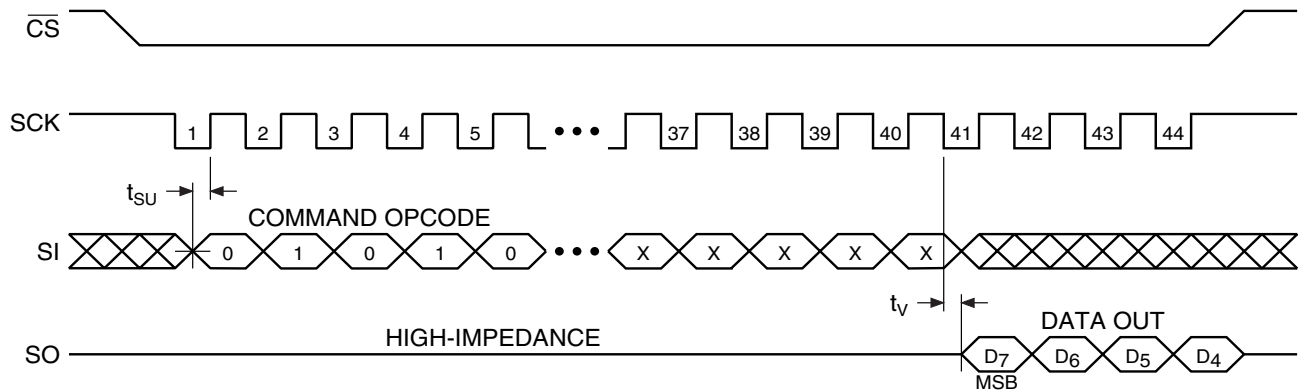 CS
SCK 1 2 3 4 5 ••• 37 38 39 40 41 42 43 44
tSU
COMMAND OPCODE
SI 0 1 0 1 0 ••• X X X X X
tV
HIGH-IMPEDANCE
DATA OUT
SO D7 D6 D5 D4
MSB